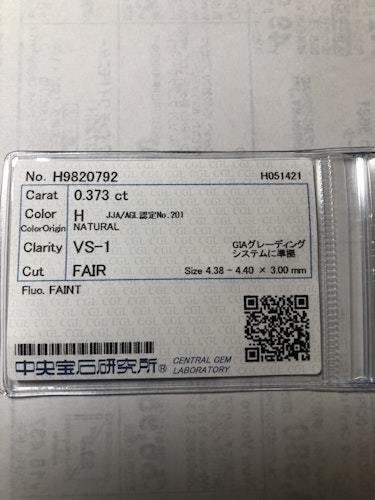 No. H9820792 H051421
Carat 0.373 ct
Color H JJA/AGL認定No.201
ColorOrigin NATURAL
Clarity VS-1 GIAグレーディング
システムに準拠
Cut FAIR Size 4.38 - 4.40 × 3.00 mm
Fluo. FAINT
中央宝石研究所® CENTRAL GEM
LABORATORY